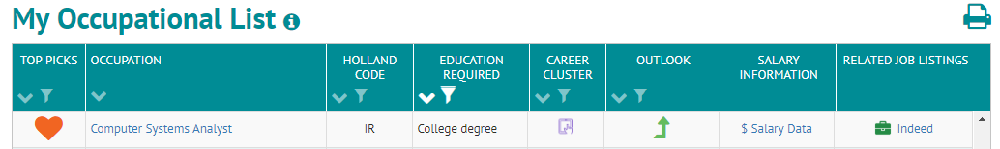 My Occupational List
TOP PICKS
OCCUPATION
HOLLAND
CODE
EDUCATION
REQUIRED
CAREER
CLUSTER
OUTLOOK
SALARY
INFORMATION
RELATED JOB LISTINGS
Computer Systems Analyst
IR
College degree
$ Salary Data
Indeed